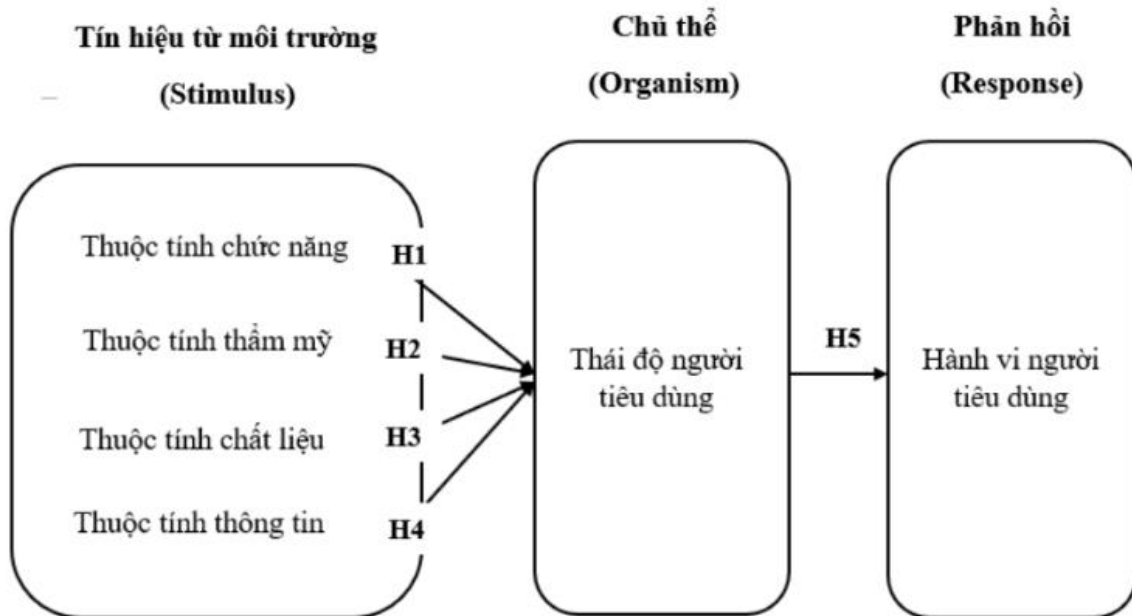 Tín hiệu từ môi trường
(Stimulus)
Chủ thể
(Organism)
Phản hồi
(Response)
Thuộc tính chức năng
H1
Thuộc tính thẩm mỹ
H2
Thuộc tính chất liệu
H3
Thuộc tính thông tin
H4
Thái độ người
tiêu dùng
H5
Hành vi người
tiêu dùng